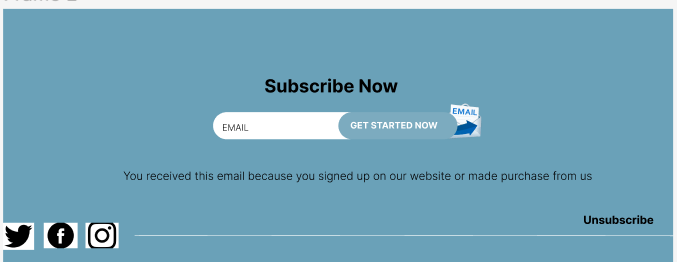 Subscribe Now
EMAIL
EMAIL
GET STARTED NOW
You received this email because you signed up on our website or made purchase from us
Unsubscribe